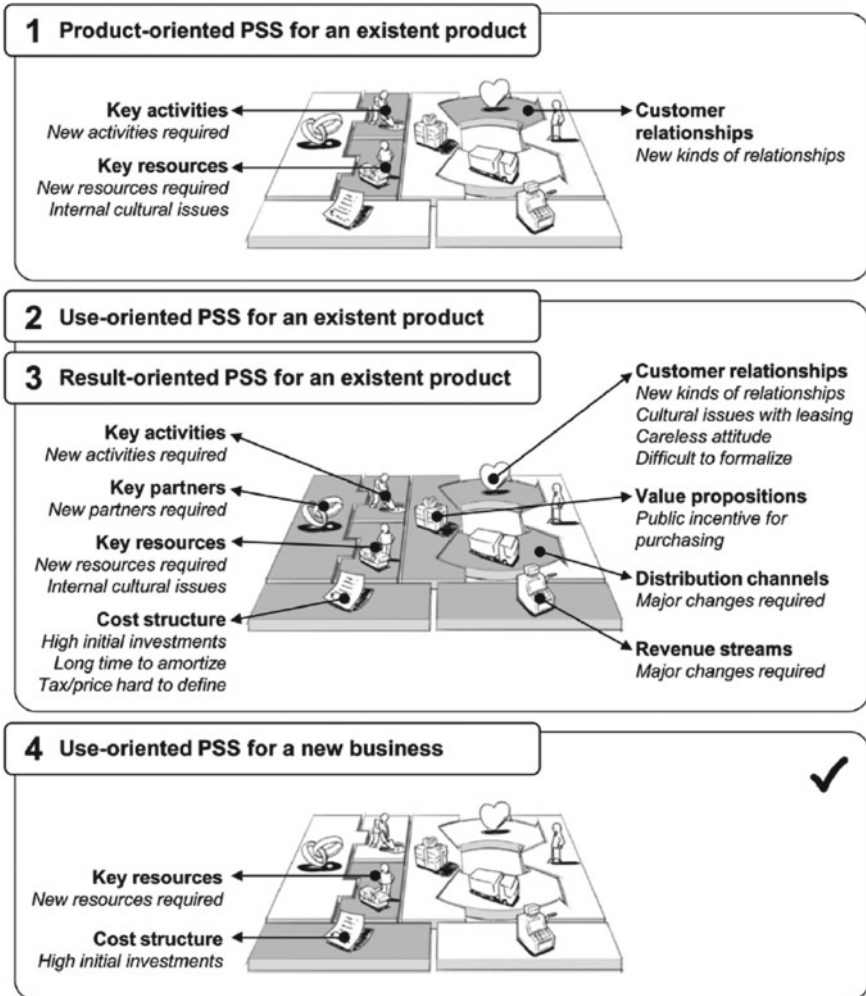 1 Product-oriented PSS for an existent product
Key activities
New activities required
Key resources
New resources required
Internal cultural issues
Customer
relationships
New kinds of relationships
2 Use-oriented PSS for an existent product
3 Result-oriented PSS for an existent product
Key activities
New activities required
Key partners
New partners required
Key resources
New resources required
Internal cultural issues
Cost structure
High initial investments
Long time to amortize
Tax/price hard to define
Customer relationships
New kinds of relationships
Cultural issues with leasing
Careless attitude
Difficult to formalize
Value propositions
Public incentive for
purchasing
Distribution channels
Major changes required
Revenue streams
Major changes required
4 Use-oriented PSS for a new business
Key resources
New resources required
Cost structure
High initial investments